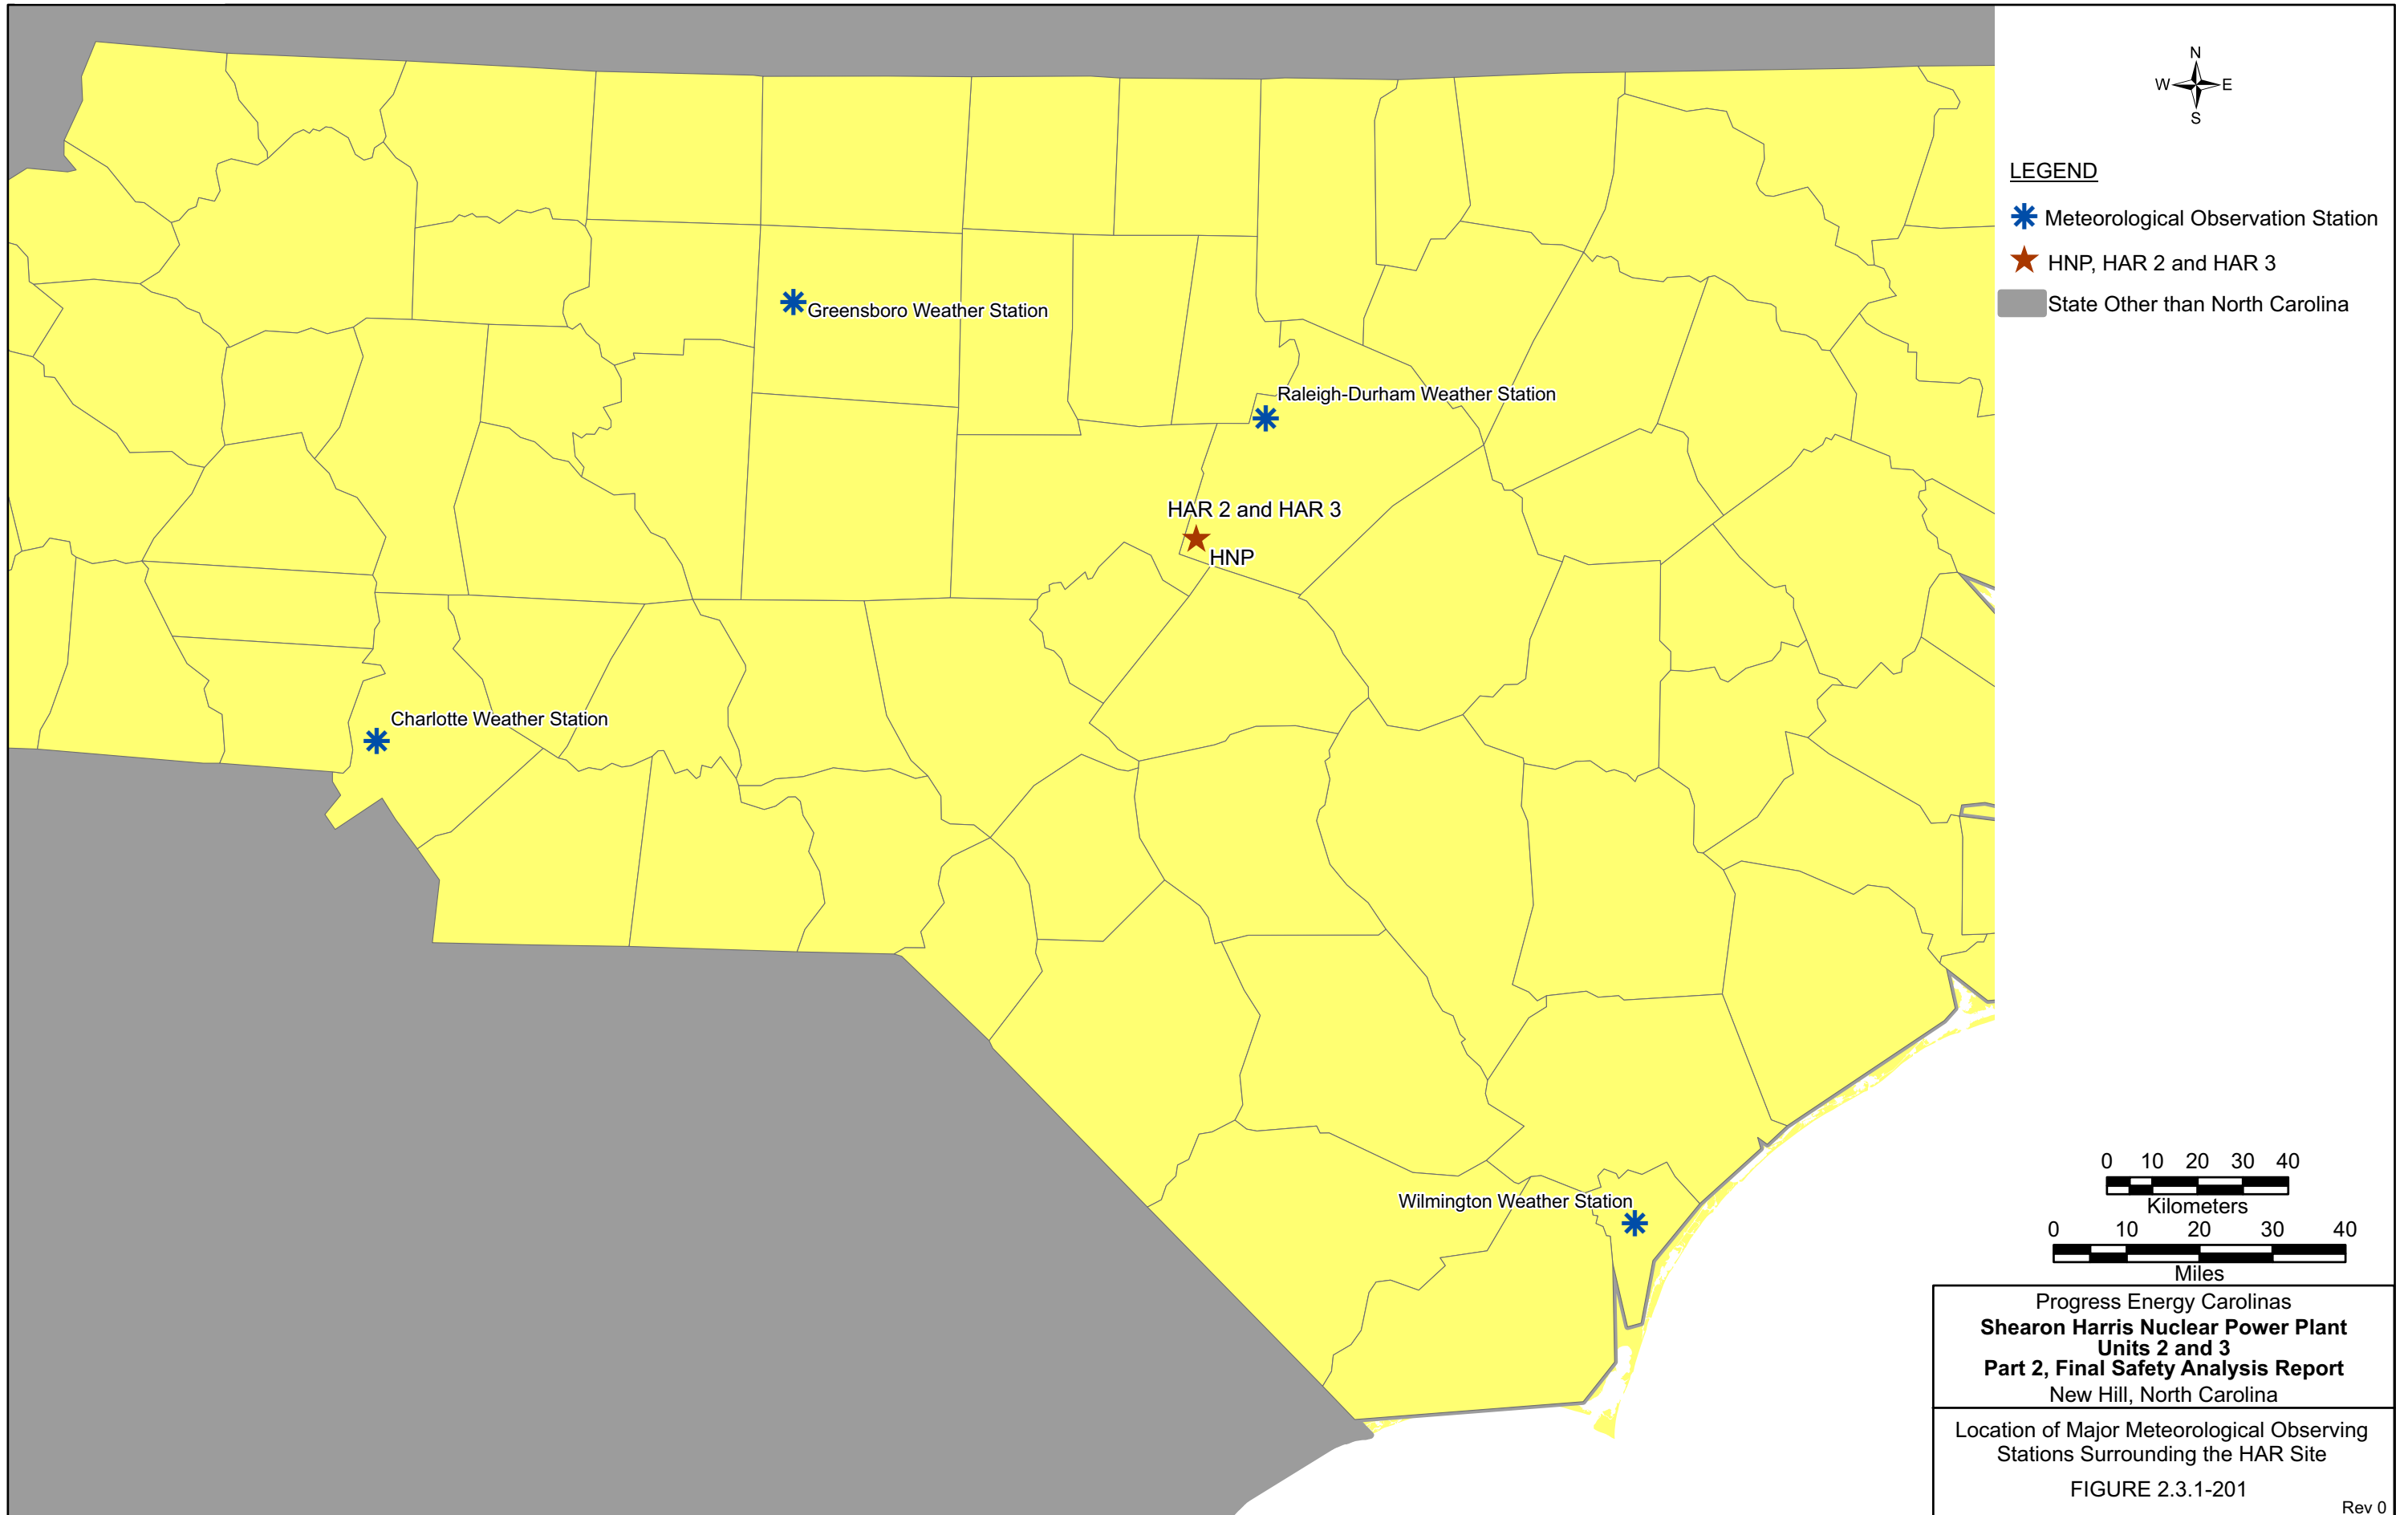 N
W E
S
LEGEND
Meteorological Observation Station
HNP, HAR 2 and HAR 3
State Other than North Carolina
Greensboro Weather Station
Raleigh-Durham Weather Station
HAR 2 and HAR 3
HNP
Charlotte Weather Station
Wilmington Weather Station
0 10 20 30 40
Kilometers
0 10 20 30 40
Miles
Progress Energy Carolinas
Shearon Harris Nuclear Power Plant
Units 2 and 3
Part 2, Final Safety Analysis Report
New Hill, North Carolina
Location of Major Meteorological Observing
Stations Surrounding the HAR Site
FIGURE 2.3.1-201
Rev 0